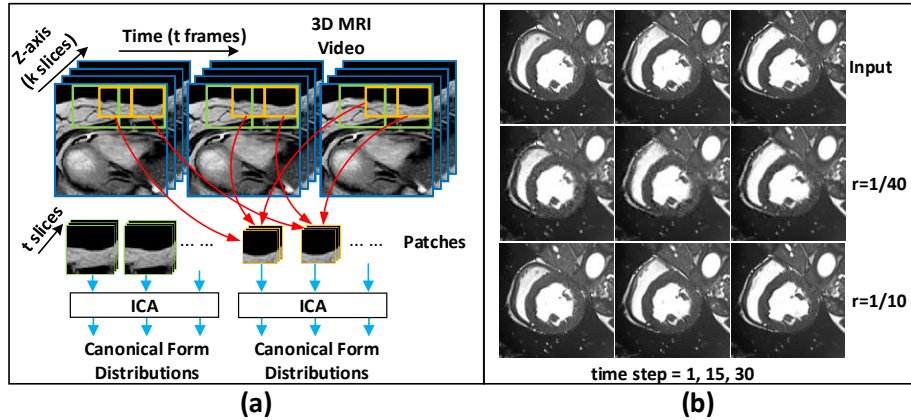 Z-axis
(k slices)
Time (t frames)
3D MRI
Video
t slices
... ...
... ...
Patches
ICA
ICA
Canonical Form
Distributions
Canonical Form
Distributions
(a)
Input
r=1/40
r=1/10
time step = 1, 15, 30
(b)